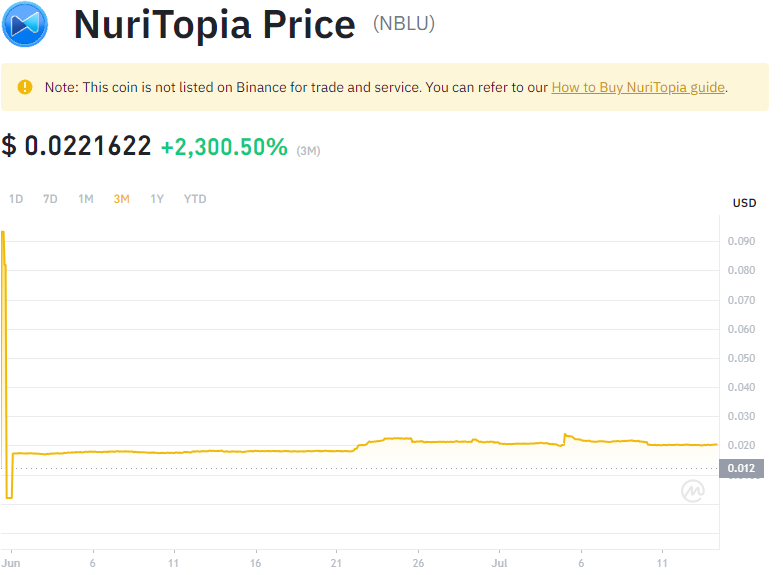 NuriTopia Price (NBLU)
Note: This coin is not listed on Binance for trade and service. You can refer to our How to Buy NuriTopia guide.
$ 0.0221622 +2,300.50% (3M)
1D 7D 1M 3M 1Y YTD
USD
0.090
0.080
0.070
0.060
0.050
0.040
0.030
0.020
0.012
Jun 6 11 16 21 26 Jul 6 11